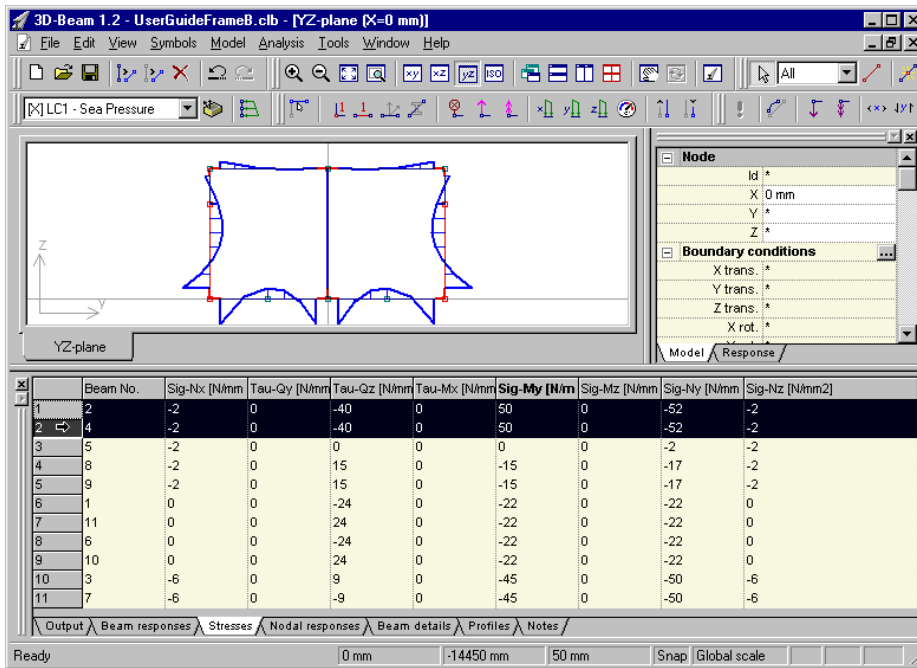 3D-Beam 1.2 - UserGuideFrameB.clb - [YZ-plane (X=0 mm)]
File Edit View Symbols Model Analysis Tools Window Help
xy xz yz ISO All
[X] LC1 - Sea Pressure
Node
Id *
X 0 mm
Y *
Z *
Boundary conditions ...
X trans. *
Y trans. *
Z trans. *
X rot. *
Z
y
YZ-plane
Model Response
Beam No. Sig-Nx [N/mm Tau-Qy [N/mm Tau-Qz [N/mm Tau-Mx [N/mm Sig-My [N/m Sig-Mz [N/mm Sig-Ny [N/mm Sig-Nz [N/mm2]
1 2 -2 0 -40 0 50 0 -52 -2
2 4 -2 0 -40 0 50 0 -52 -2
3 5 -2 0 0 0 0 0 -2 -2
4 8 -2 0 15 0 -15 0 -17 -2
5 9 -2 0 15 0 -15 0 -17 -2
6 1 0 0 -24 0 -22 0 -22 0
7 11 0 0 24 0 -22 0 -22 0
8 6 0 0 -24 0 -22 0 -22 0
9 10 0 0 24 0 -22 0 -22 0
10 3 -6 0 9 0 -45 0 -50 -6
11 7 -6 0 -9 0 -45 0 -50 -6
Output Beam responses Stresses Nodal responses Beam details Profiles Notes
Ready 0 mm -14450 mm 50 mm Snap Global scale